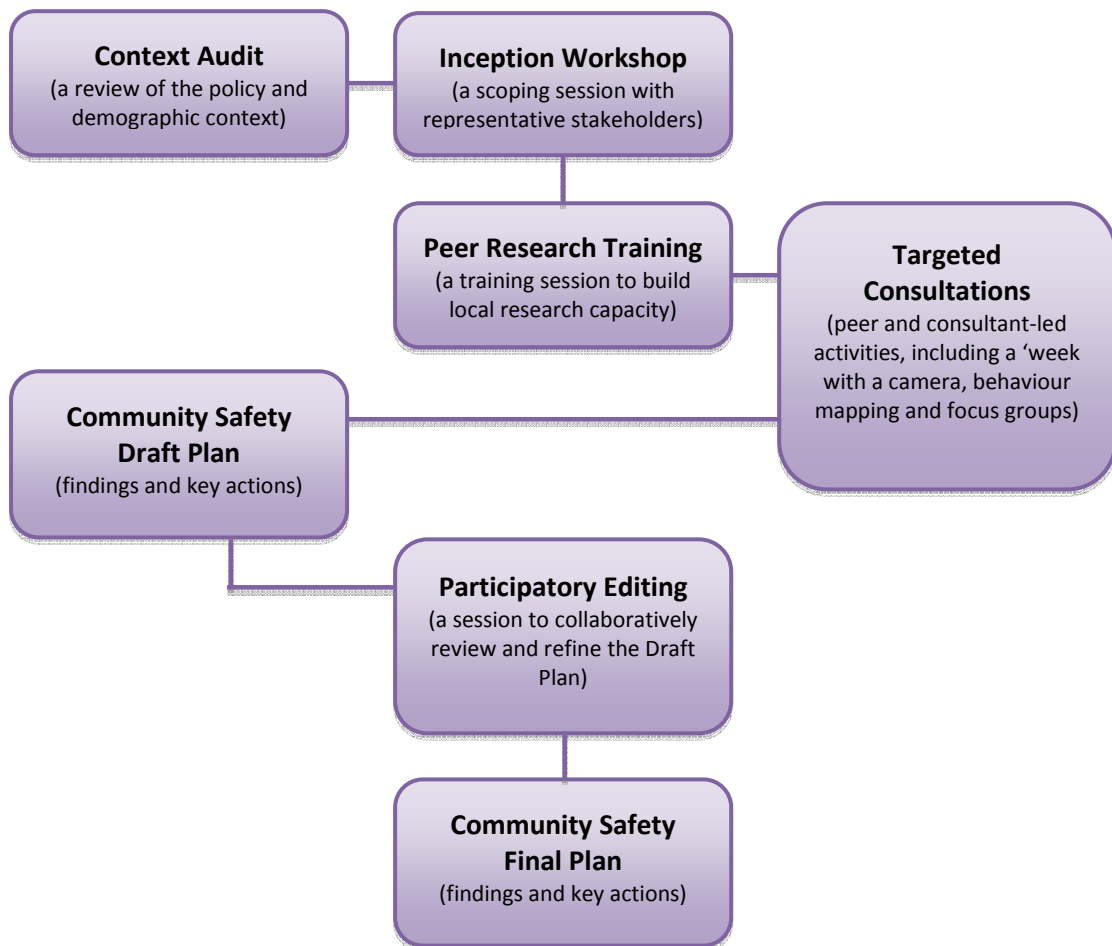 Context Audit
(a review of the policy and
demographic context)
Inception Workshop
(a scoping session with
representative stakeholders)
Peer Research Training
(a training session to build
local research capacity)
Targeted
Consultations
(peer and consultant-led
activities, including a ‘week
with a camera, behaviour
mapping and focus groups)
Community Safety
Draft Plan
(findings and key actions)
Participatory Editing
(a session to collaboratively
review and refine the Draft
Plan)
Community Safety
Final Plan
(findings and key actions)